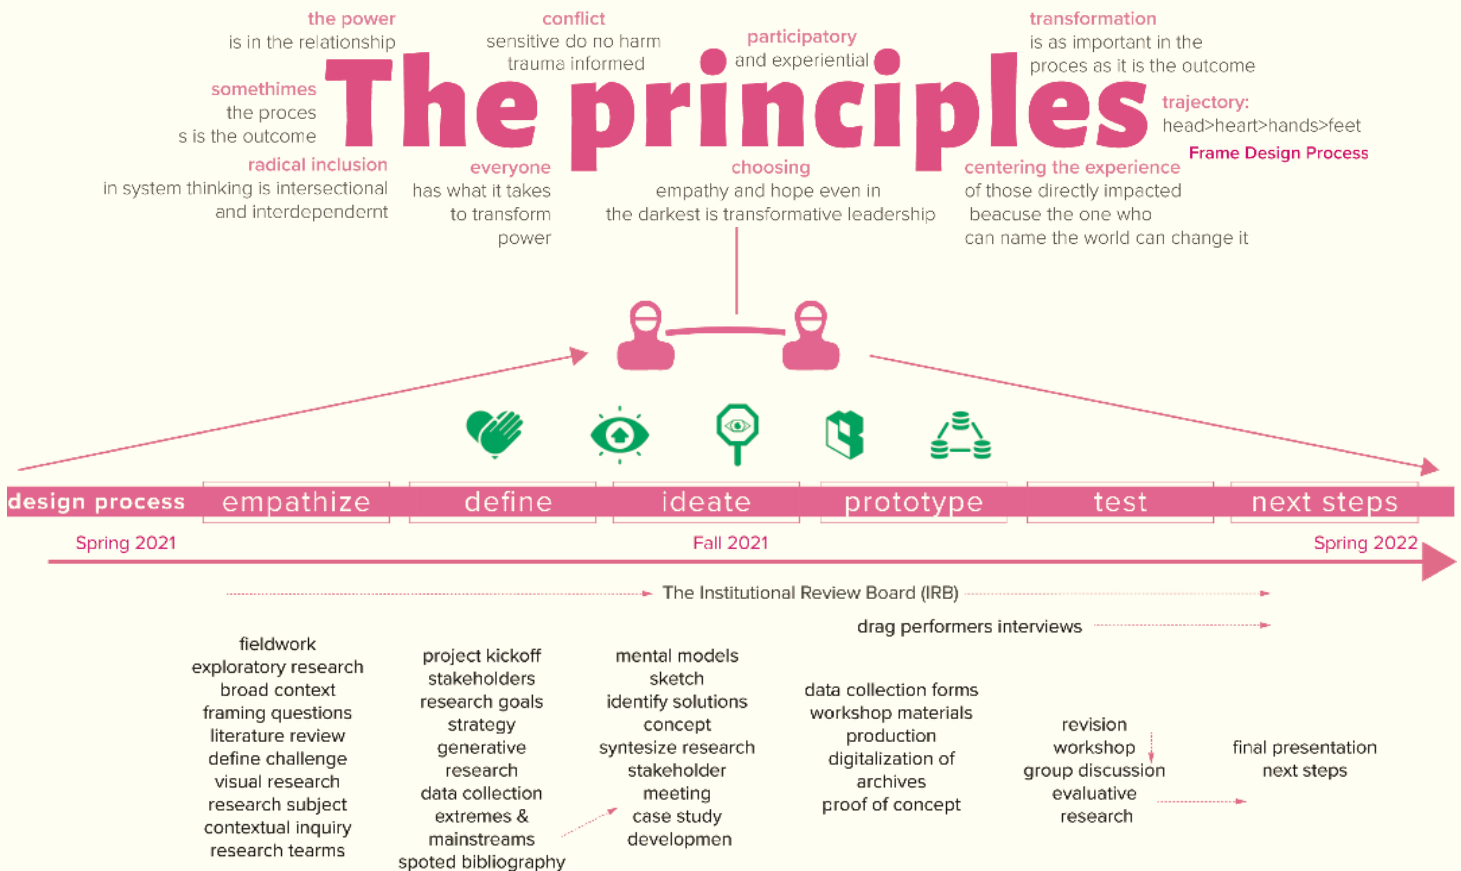 the power
is in the relationship
conflict
sensitive do no harm
trauma informed
participatory
and experiential
transformation
is as important in the
proces as it is the outcome
somethimes
the proces
s is the outcome
The principles
trajectory:
head>heart>hands>feet
Frame Design Process
radical inclusion
in system thinking is intersectional
and interdependernt
everyone
has what it takes
to transform
power
choosing
empathy and hope even in
the darkest is transformative leadership
centering the experience
of those directly impacted
beacuse the one who
can name the world can change it
design process
empathize
define
ideate
prototype
test
next steps
Spring 2021
Fall 2021
Spring 2022
The Institutional Review Board (IRB)
drag performers interviews
fieldwork
exploratory research
broad context
framing questions
literature review
define challenge
visual research
research subject
contextual inquiry
research tearms
project kickoff
stakeholders
research goals
strategy
generative
research
data collection
extremes &
mainstreams
spoted bibliography
mental models
sketch
identify solutions
concept
syntesize research
stakeholder
meeting
case study
developmen
data collection forms
workshop materials
production
digitalization of
archives
proof of concept
revision
workshop
group discussion
evaluative
research
final presentation
next steps